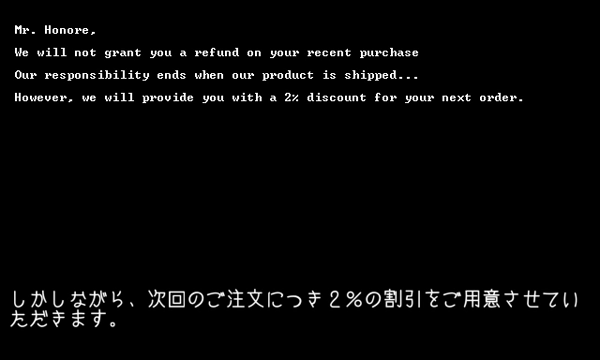 Mr. Honore,
We will not grant you a refund on your recent purchase
Our responsibility ends when our product is shipped...
However, we will provide you with a 2% discount for your next order.
しかしながら、次回のご注文につき２％の割引をご用意させてい
ただきます。